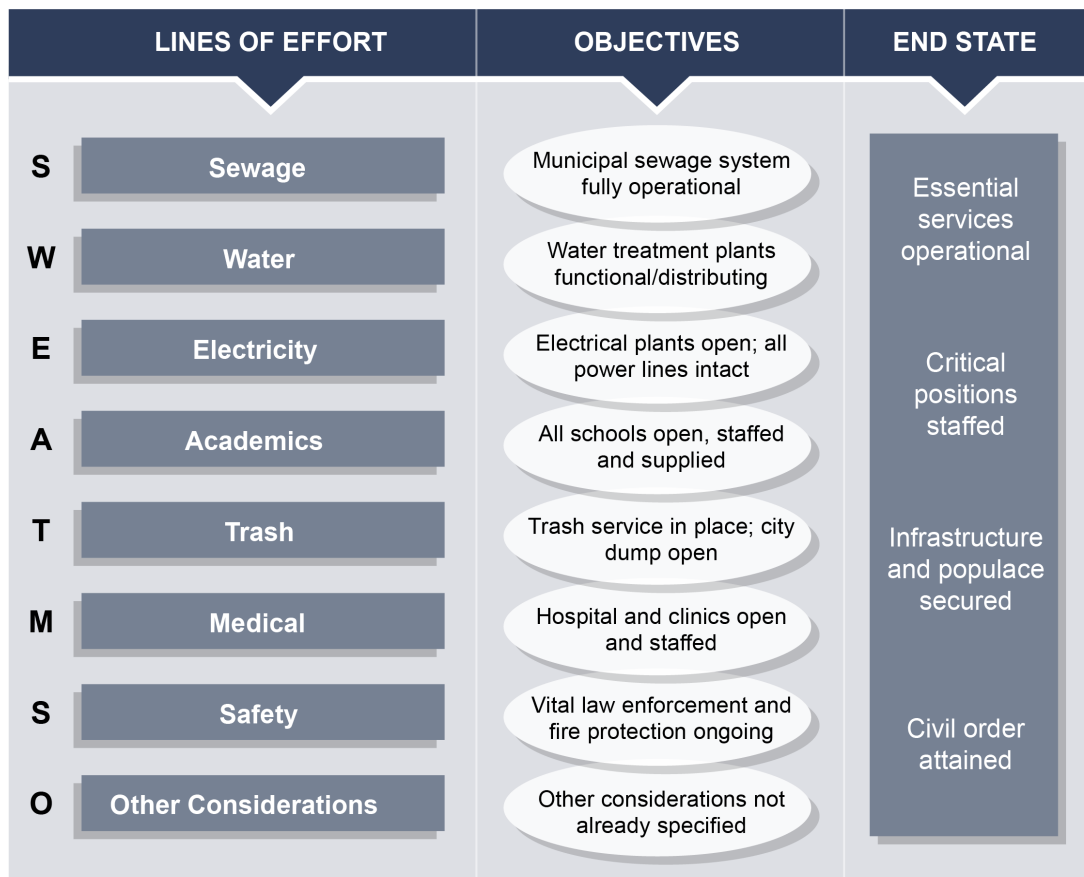 LINES OF EFFORT
OBJECTIVES
END STATE
S
Sewage
Municipal sewage system
fully operational
W
Water
Water treatment plants
functional/distributing
E
Electricity
Electrical plants open; all
power lines intact
A
Academics
All schools open, staffed
and supplied
T
Trash
Trash service in place; city
dump open
M
Medical
Hospital and clinics open
and staffed
S
Safety
Vital law enforcement and
fire protection ongoing
O
Other Considerations
Other considerations not
already specified
Essential
services
operational
Critical
positions
staffed
Infrastructure
and populace
secured
Civil order
attained